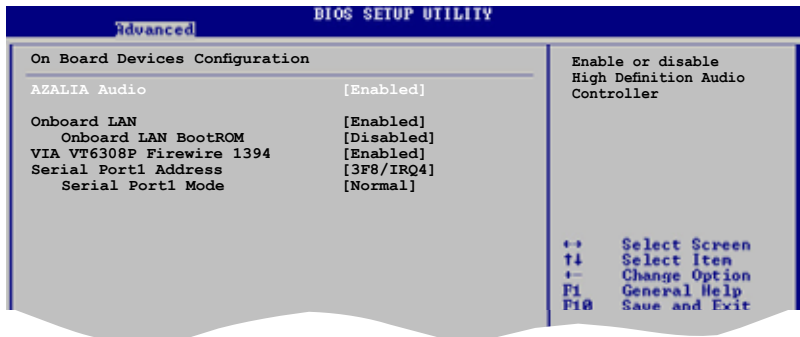 BIOS SETUP UTILITY
Advanced
On Board Devices Configuration
AZALIA Audio [Enabled]
Onboard LAN [Enabled]
Onboard LAN BootROM [Disabled]
VIA VT6308P Firewire 1394 [Enabled]
Serial Port1 Address [3F8/IRQ4]
Serial Port1 Mode [Normal]
Enable or disable
High Definition Audio
Controller
↔ Select Screen
↑↓ Select Item
+- Change Option
F1 General Help
F10 Save and Exit